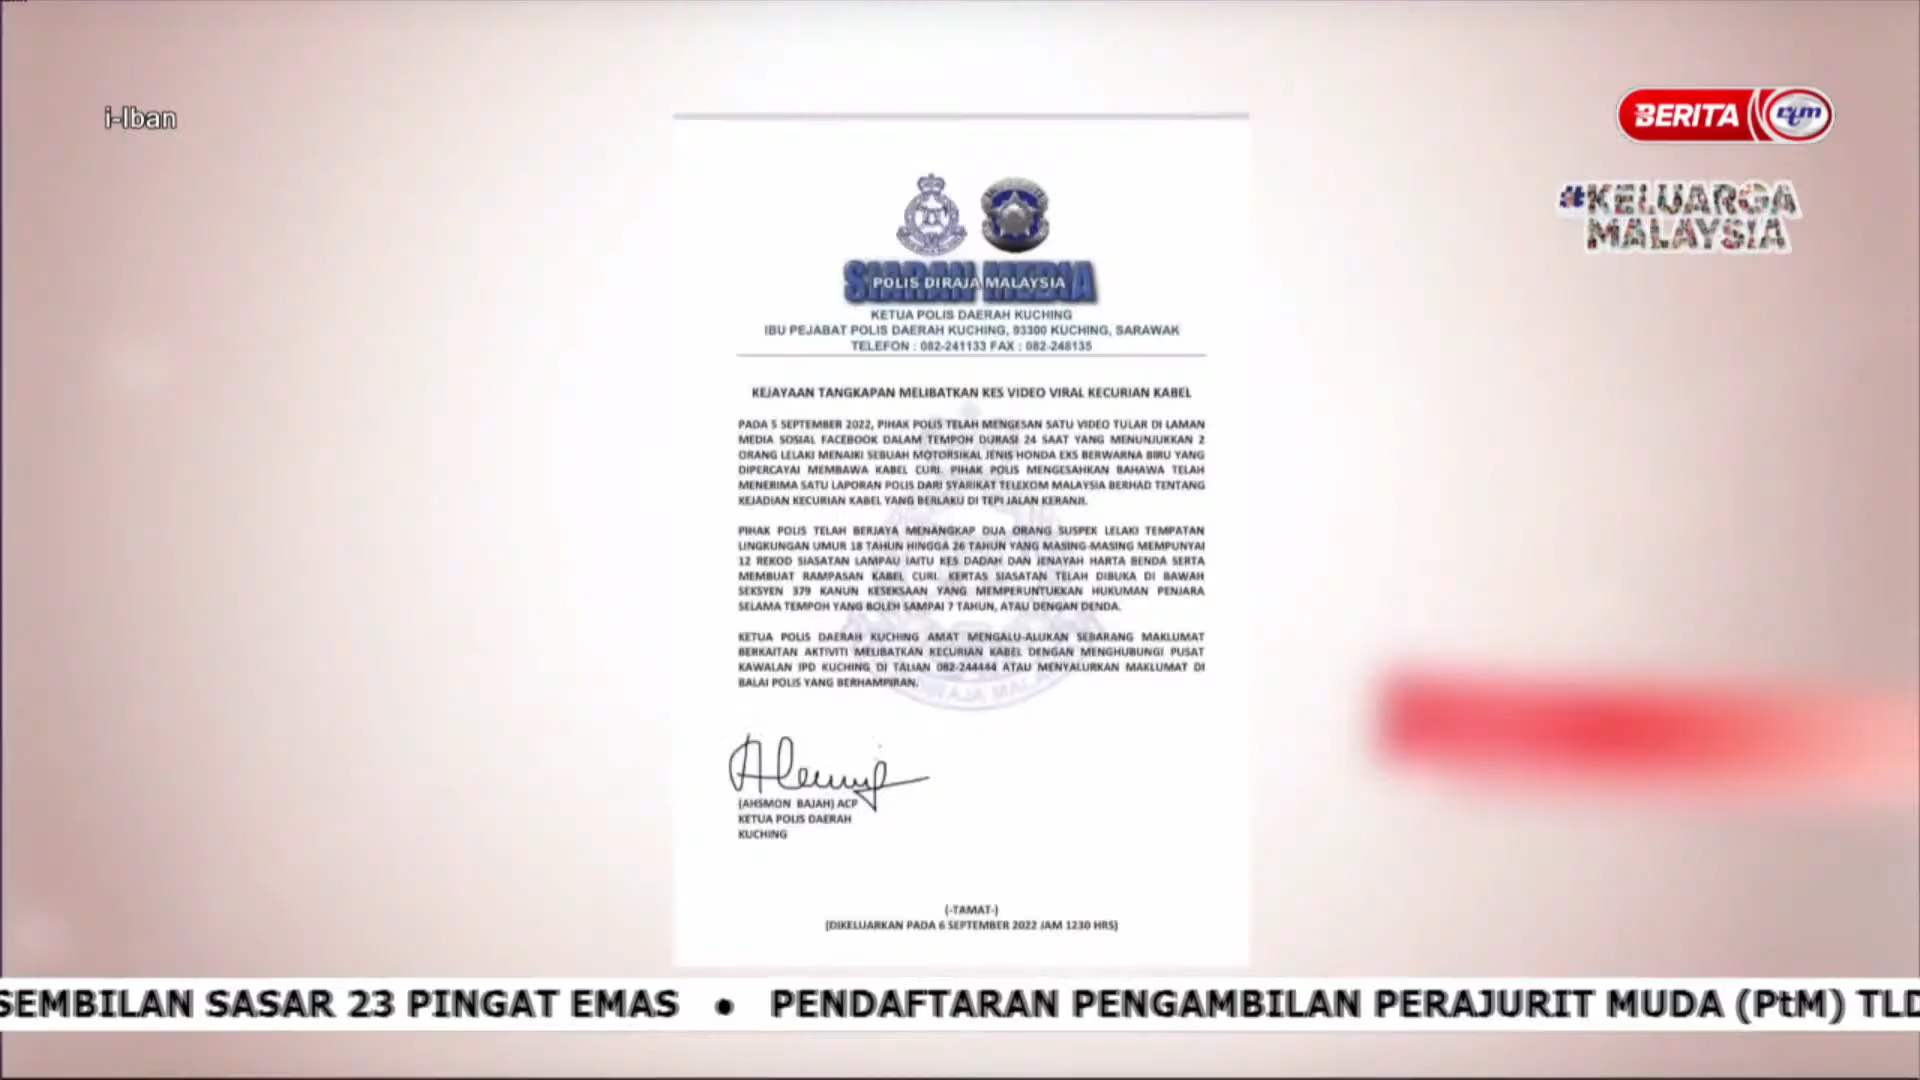 i-Iban
BERITA rtm
#KELUARGA
MALAYSIA
SIARAN MEDIA
POLIS DIRAJA MALAYSIA
KETUA POLIS DAERAH KUCHING
IBU PEJABAT POLIS DAERAH KUCHING, 93300 KUCHING, SARAWAK
TELEFON : 082-241133 FAX : 082-248135
KEJAYAAN TANGKAPAN MELIBATKAN KES VIDEO VIRAL KECURIAN KABEL
PADA 5 SEPTEMBER 2022, PIHAK POLIS TELAH MENGESAN SATU VIDEO TULAR DI LAMAN
MEDIA SOSIAL FACEBOOK DALAM TEMPOH DURASI 24 SAAT YANG MENUNJUKKAN 2
ORANG LELAKI MENAIKI SEBUAH MOTORSIKAL JENIS HONDA EX5 BERWARNA BIRU YANG
DIPERCAYAI MEMBAWA KABEL CURI. PIHAK POLIS MENGESAHKAN BAHAWA TELAH
MENERIMA SATU LAPORAN POLIS DARI SYARIKAT TELEKOM MALAYSIA BERHAD TENTANG
KEJADIAN KECURIAN KABEL YANG BERLAKU DI TEPI JALAN KERANJI.
PIHAK POLIS TELAH BERJAYA MENANGKAP DUA ORANG SUSPEK LELAKI TEMPATAN
LINGKUNGAN UMUR 18 TAHUN HINGGA 26 TAHUN YANG MASING-MASING MEMPUNYAI
12 REKOD SIASATAN LAMPAU IAITU KES DADAH DAN JENAYAH HARTA BENDA SERTA
MEMBUAT RAMPASAN KABEL CURI. KERTAS SIASATAN TELAH DIBUKA DI BAWAH
SEKSYEN 379 KANUN KESEKSAAN YANG MEMPERUNTUKKAN HUKUMAN PENJARA
SELAMA TEMPOH YANG BOLEH SAMPAI 7 TAHUN, ATAU DENGAN DENDA.
KETUA POLIS DAERAH KUCHING AMAT MENGALU-ALUKAN SEBARANG MAKLUMAT
BERKAITAN AKTIVITI MELIBATKAN KECURIAN KABEL DENGAN MENGHUBUNGI PUSAT
KAWALAN IPD KUCHING DI TALIAN 082-244444 ATAU MENYALURKAN MAKLUMAT DI
BALAI POLIS YANG BERHAMPIRAN.
(AHSMON BAJAH) ACP
KETUA POLIS DAERAH
KUCHING
(-TAMAT-)
(DIKELUARKAN PADA 6 SEPTEMBER 2022 JAM 1230 HRS)
SEMBILAN SASAR 23 PINGAT EMAS • PENDAFTARAN PENGAMBILAN PERAJURIT MUDA (PtM) TLD